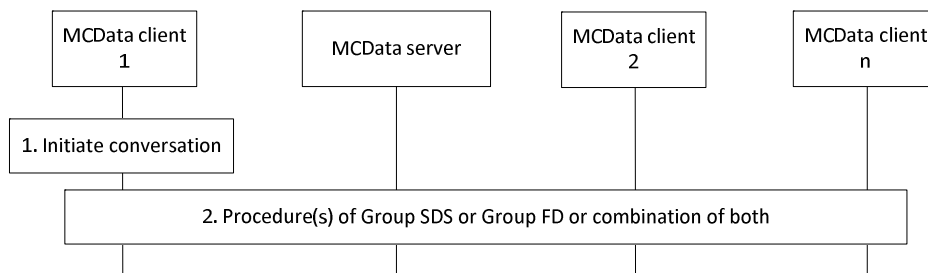 MCData client
1
MCData server
MCData client
2
MCData client
n
1. Initiate conversation
2. Procedure(s) of Group SDS or Group FD or combination of both